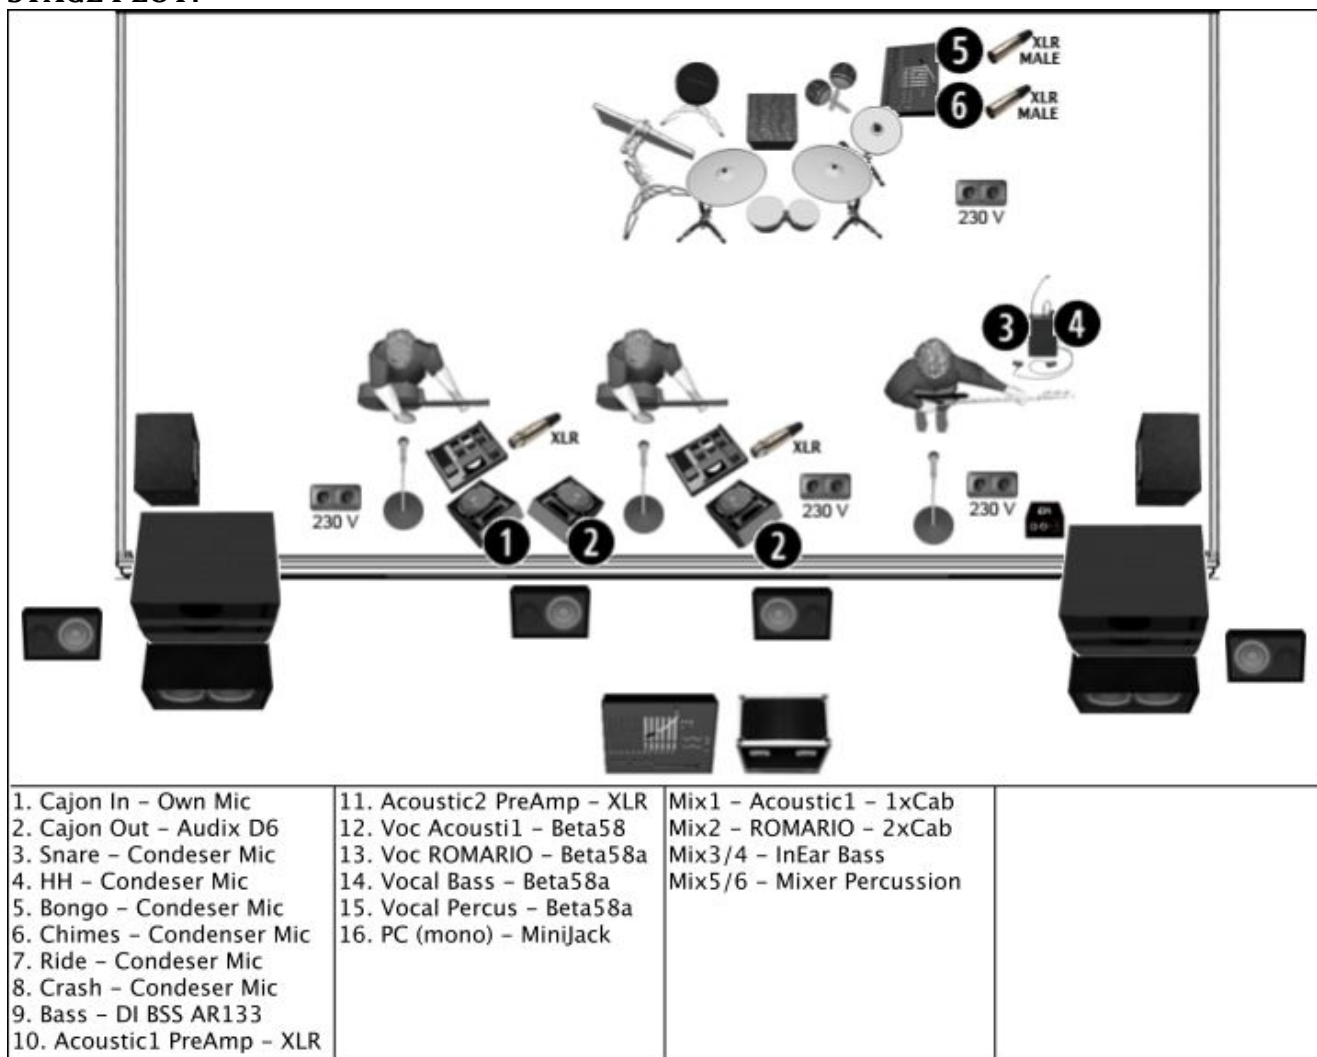 STAGE PLOT:
5 XLR MALE
6 XLR MALE
230 V
3 4
XLR
XLR
230 V
230 V
230 V
1 2 2
1. Cajon In – Own Mic
2. Cajon Out – Audix D6
3. Snare – Condeser Mic
4. HH – Condeser Mic
5. Bongo – Condeser Mic
6. Chimes – Condenser Mic
7. Ride – Condeser Mic
8. Crash – Condeser Mic
9. Bass – DI BSS AR133
10. Acoustic1 PreAmp – XLR
11. Acoustic2 PreAmp – XLR
12. Voc Acousti1 – Beta58
13. Voc ROMARIO – Beta58a
14. Vocal Bass – Beta58a
15. Vocal Percus – Beta58a
16. PC (mono) – MiniJack
Mix1 – Acoustic1 – 1xCab
Mix2 – ROMARIO – 2xCab
Mix3/4 – InEar Bass
Mix5/6 – Mixer Percussion